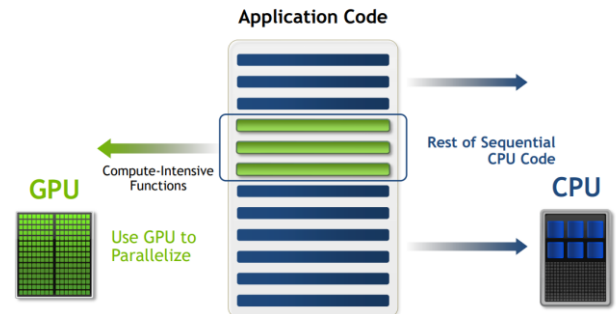 Application Code
Rest of Sequential
CPU Code
Compute-Intensive
Functions
GPU
CPU
Use GPU to
Parallelize